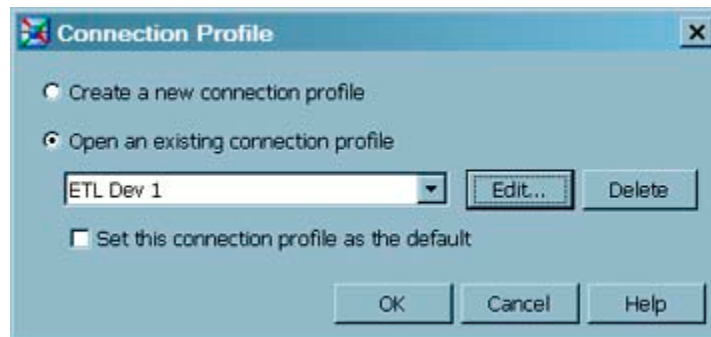 Connection Profile
Create a new connection profile
Open an existing connection profile
ETL Dev 1 Edit... Delete
Set this connection profile as the default
OK Cancel Help